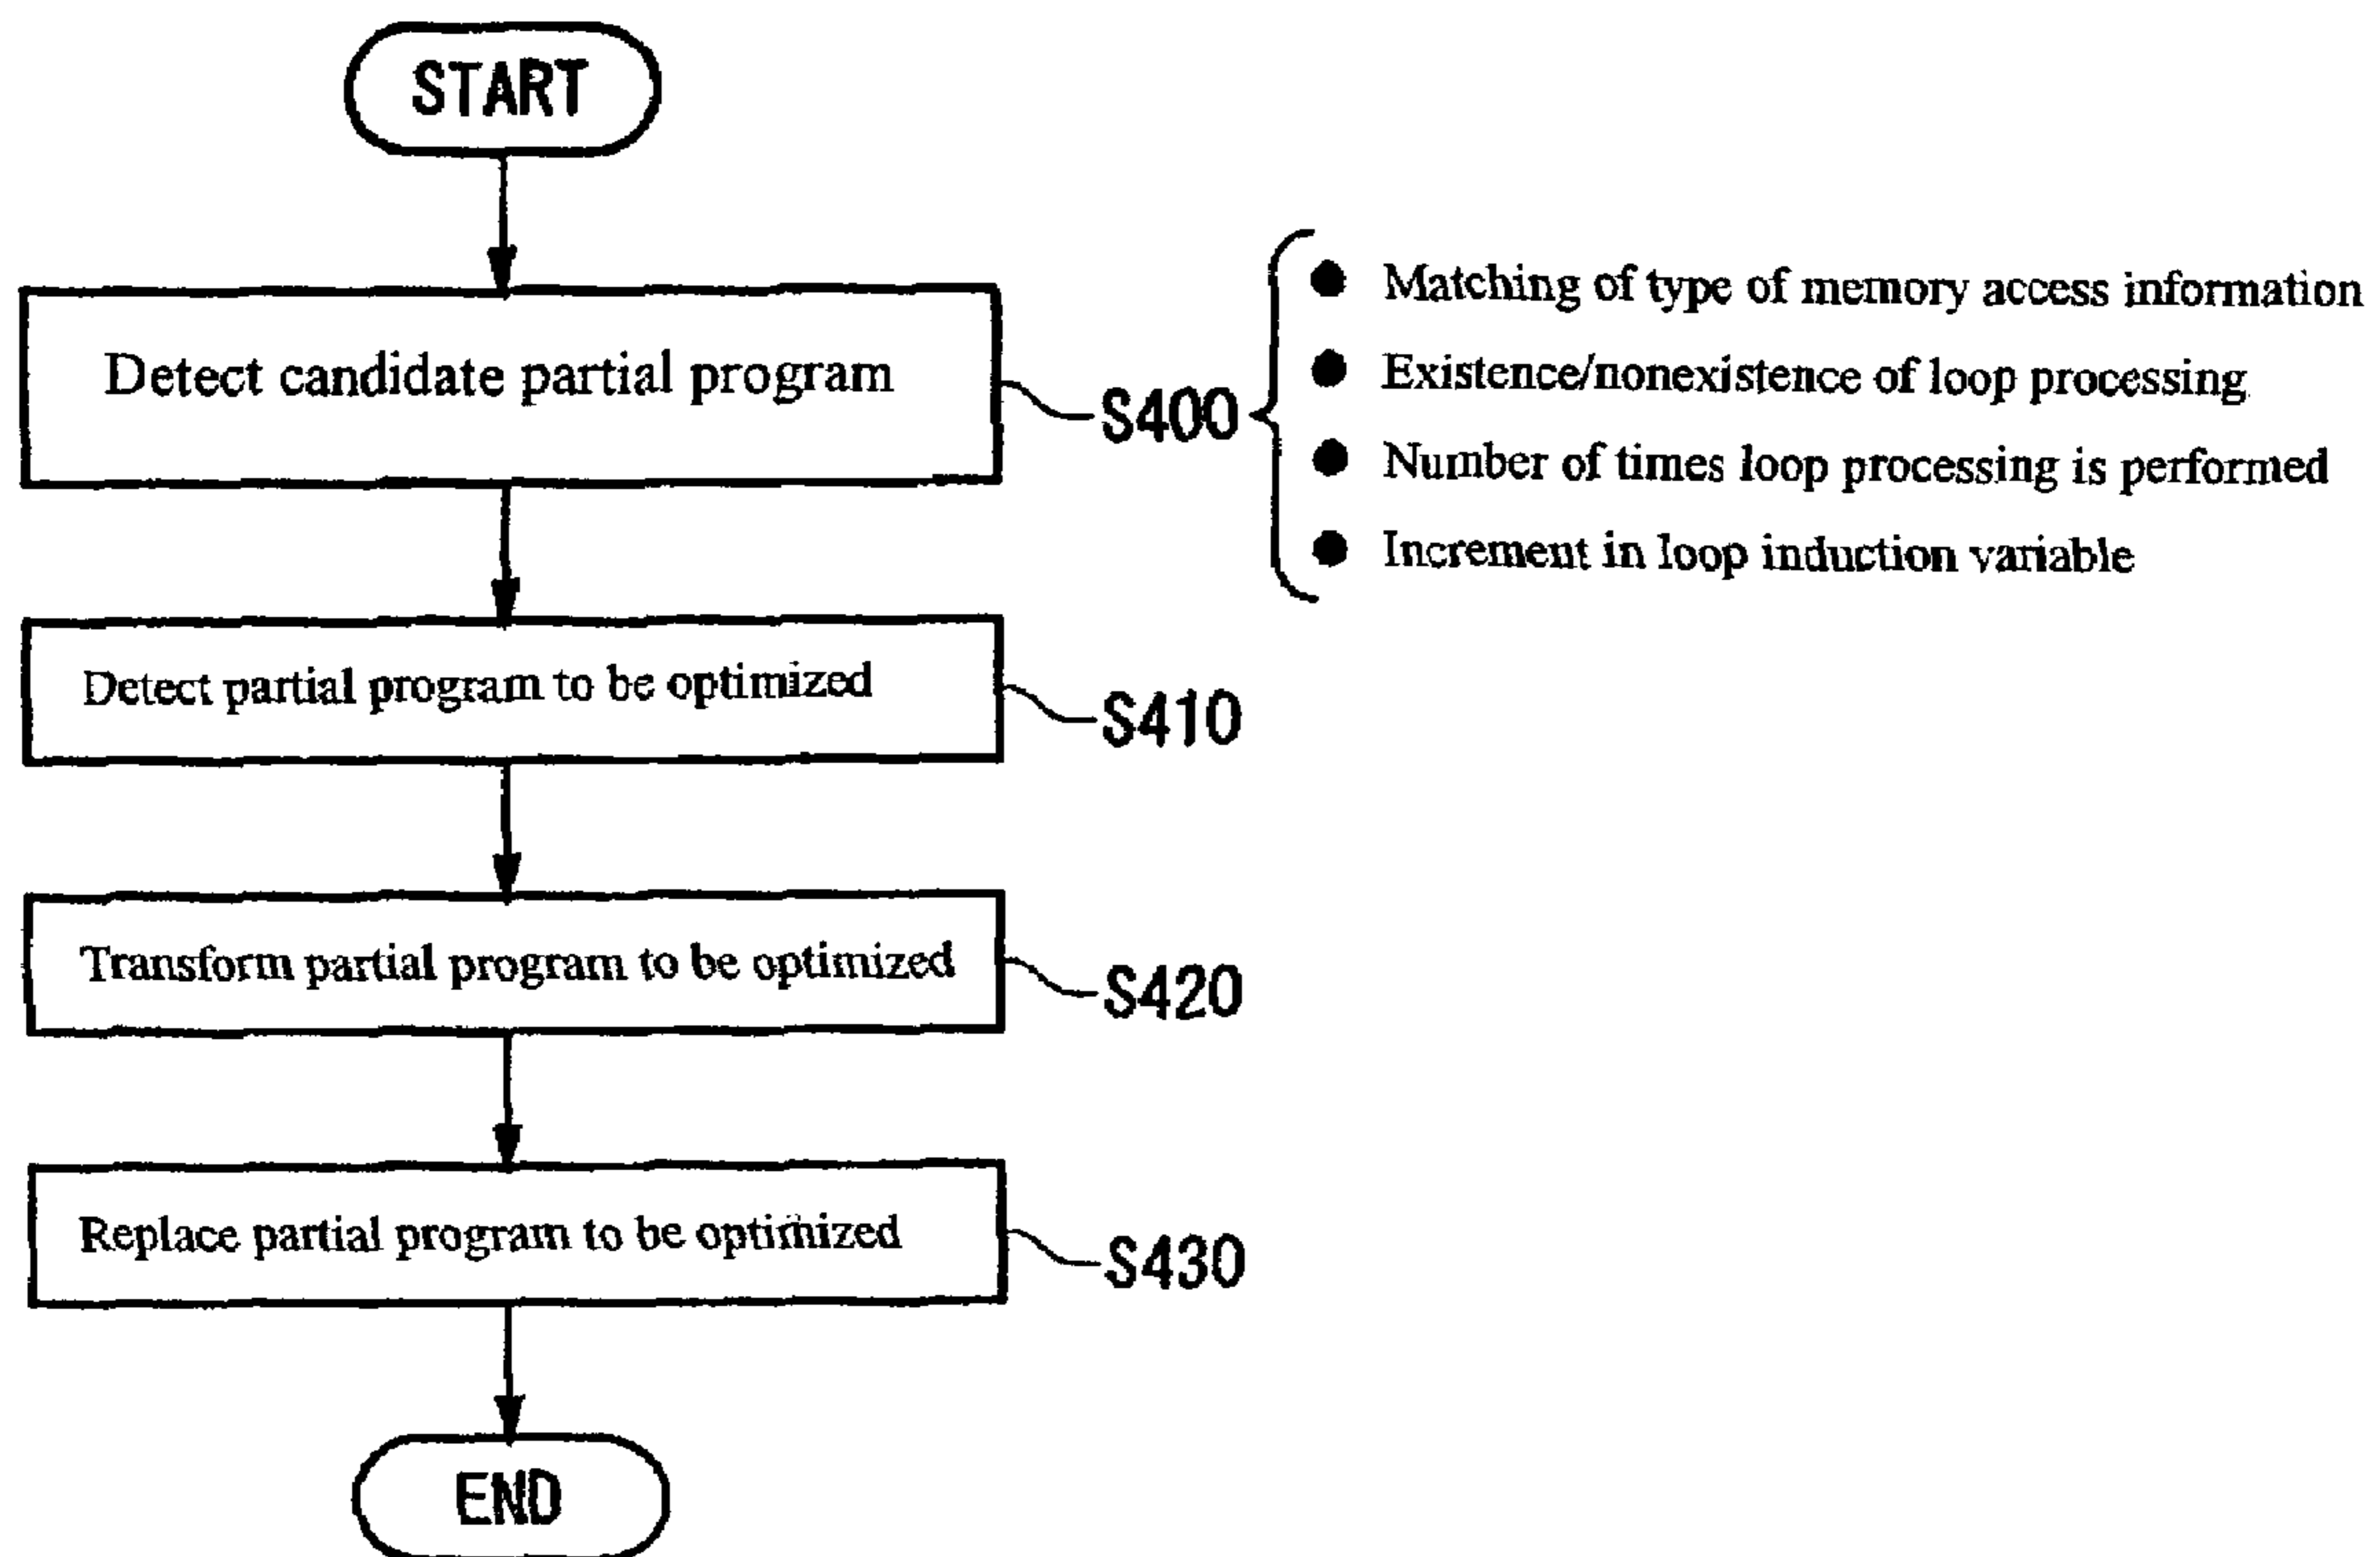 START
Detect candidate partial program
S400
● Matching of type of memory access information
● Existence/nonexistence of loop processing
● Number of times loop processing is performed
● Increment in loop induction variable
Detect partial program to be optimized
S410
Transform partial program to be optimized
S420
Replace partial program to be optimized
S430
END